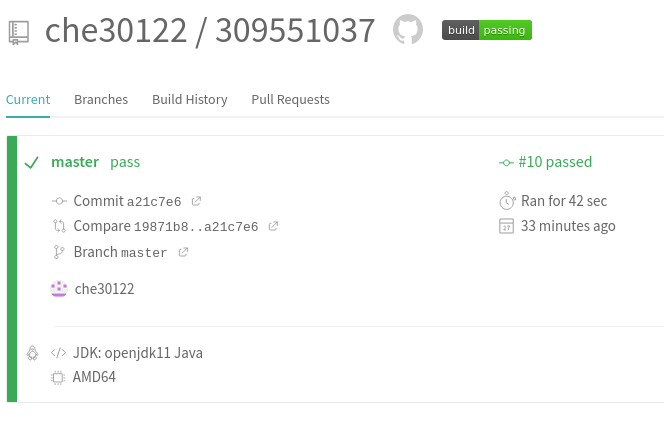 che30122 / 309551037 build passing
Current Branches Build History Pull Requests
master pass #10 passed
Commit a21c7e6 Ran for 42 sec
Compare 19871b8..a21c7e6 33 minutes ago
Branch master
che30122
JDK: openjdk11 Java
AMD64